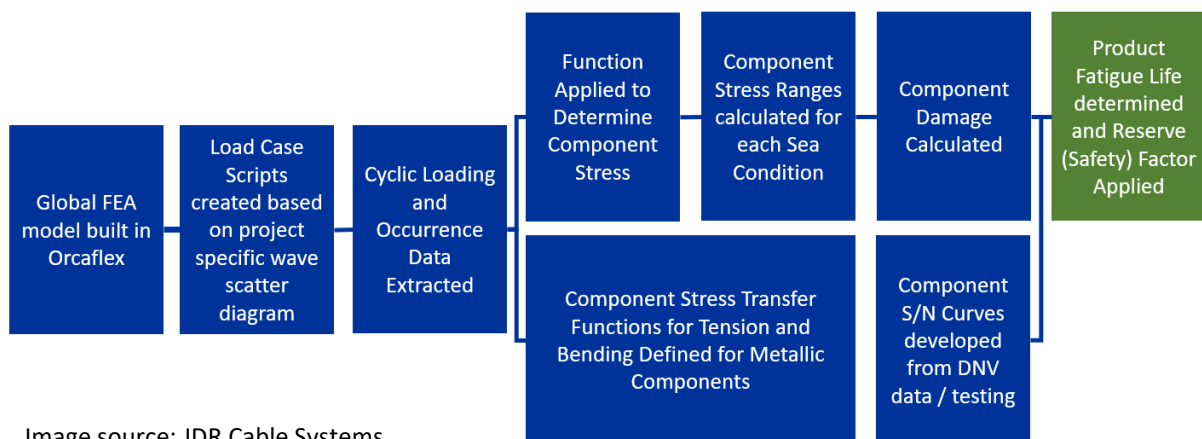 Global FEA
model built in
Orcaflex
Load Case
Scripts
created based
on project
specific wave
scatter
diagram
Cyclic Loading
and
Occurrence
Data
Extracted
Function
Applied to
Determine
Component
Stress
Component
Stress Ranges
calculated for
each Sea
Condition
Component
Damage
Calculated
Product
Fatigue Life
determined
and Reserve
(Safety) Factor
Applied
Component Stress Transfer
Functions for Tension and
Bending Defined for Metallic
Components
Component
S/N Curves
developed
from DNV
data / testing
Image source: JDR Cable Systems